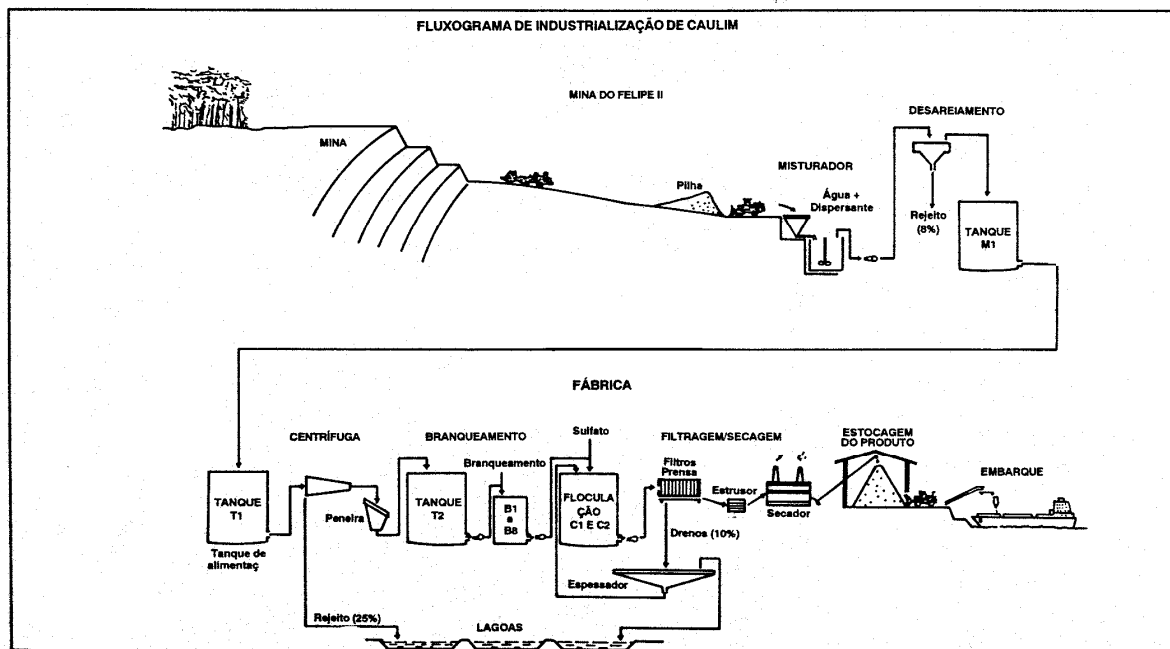 FLUXOGRAMA DE INDUSTRIALIZAÇÃO DE CAULIM
MINA DO FELIPE II
DESAREIAMENTO
MINA
MISTURADOR
Pilha
Água +
Dispersante
Rejeito
(8%)
TANQUE
M1
FÁBRICA
CENTRÍFUGA
BRANQUEAMENTO
Sulfato
FILTRAGEM/SECAGEM
ESTOCAGEM
DO PRODUTO
Branqueamento
Filtros
Prensa
EMBARQUE
TANQUE
T1
Peneira
TANQUE
T2
B1
a
B8
FLOCULA
ÇÃO
C1 E C2
Estrusor
Secador
Tanque de
alimentaç
Drenos (10%)
Espessador
Rejeito (25%)
LAGOAS